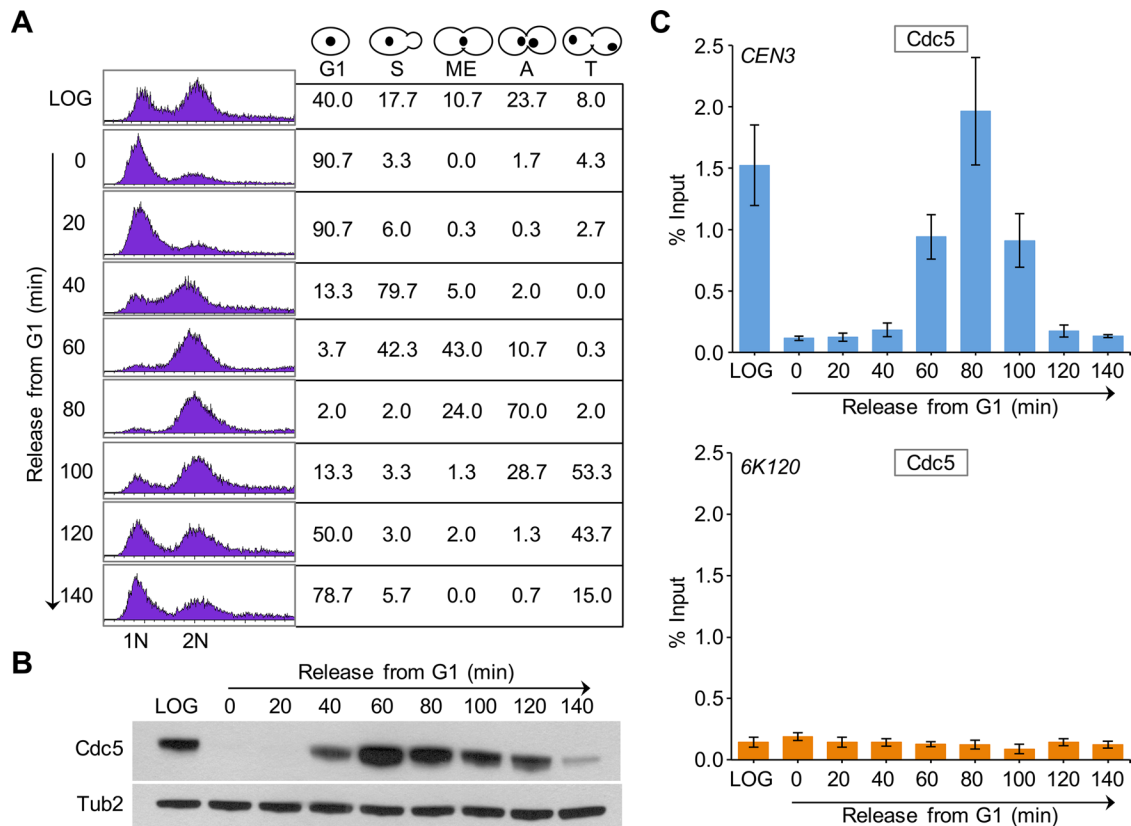 A
G1 S ME A T
LOG 40.0 17.7 10.7 23.7 8.0
0 90.7 3.3 0.0 1.7 4.3
20 90.7 6.0 0.3 0.3 2.7
40 13.3 79.7 5.0 2.0 0.0
60 3.7 42.3 43.0 10.7 0.3
80 2.0 2.0 24.0 70.0 2.0
100 13.3 3.3 1.3 28.7 53.3
120 50.0 3.0 2.0 1.3 43.7
140 78.7 5.7 0.0 0.7 15.0
Release from G1 (min)
1N 2N
B
Release from G1 (min)
LOG 0 20 40 60 80 100 120 140
Cdc5
Tub2
C
CEN3
Cdc5
% Input
2.5
2.0
1.5
1.0
0.5
0.0
LOG 0 20 40 60 80 100 120 140
Release from G1 (min)
6K120
Cdc5
% Input
2.5
2.0
1.5
1.0
0.5
0.0
LOG 0 20 40 60 80 100 120 140
Release from G1 (min)